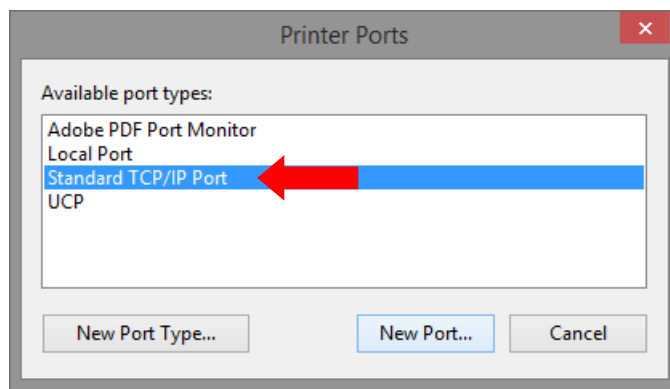 Printer Ports
Available port types:
Adobe PDF Port Monitor
Local Port
Standard TCP/IP Port
UCP
New Port Type... New Port... Cancel